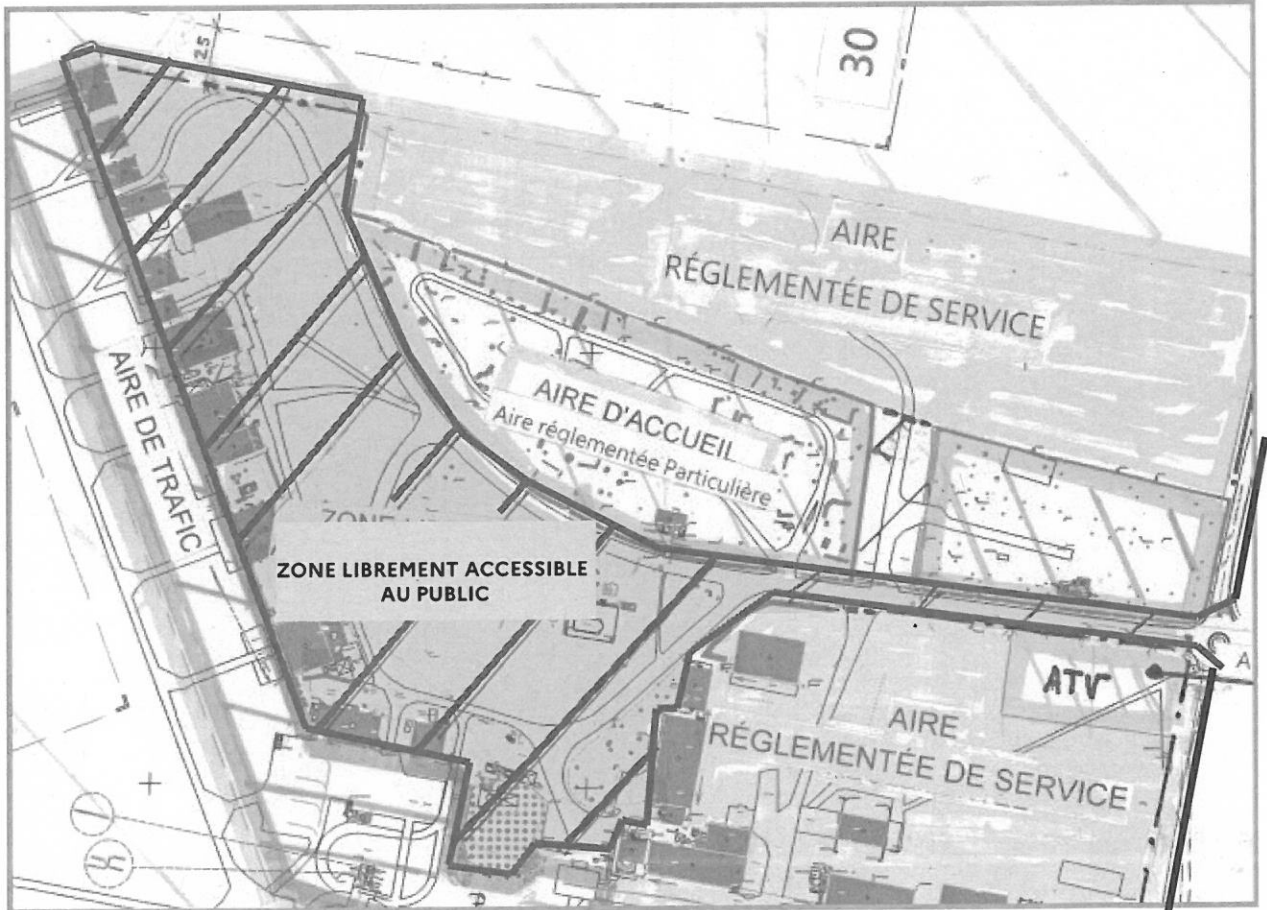 25
30
AIRE
RÉGLEMENTÉE DE SERVICE
AIRE D'ACCUEIL
Aire réglementée Particulière
AIRE DE TRAFIC
ZONE LIBREMENT ACCESSIBLE
AU PUBLIC
ATV
A
AIRE
RÉGLEMENTÉE DE SERVICE